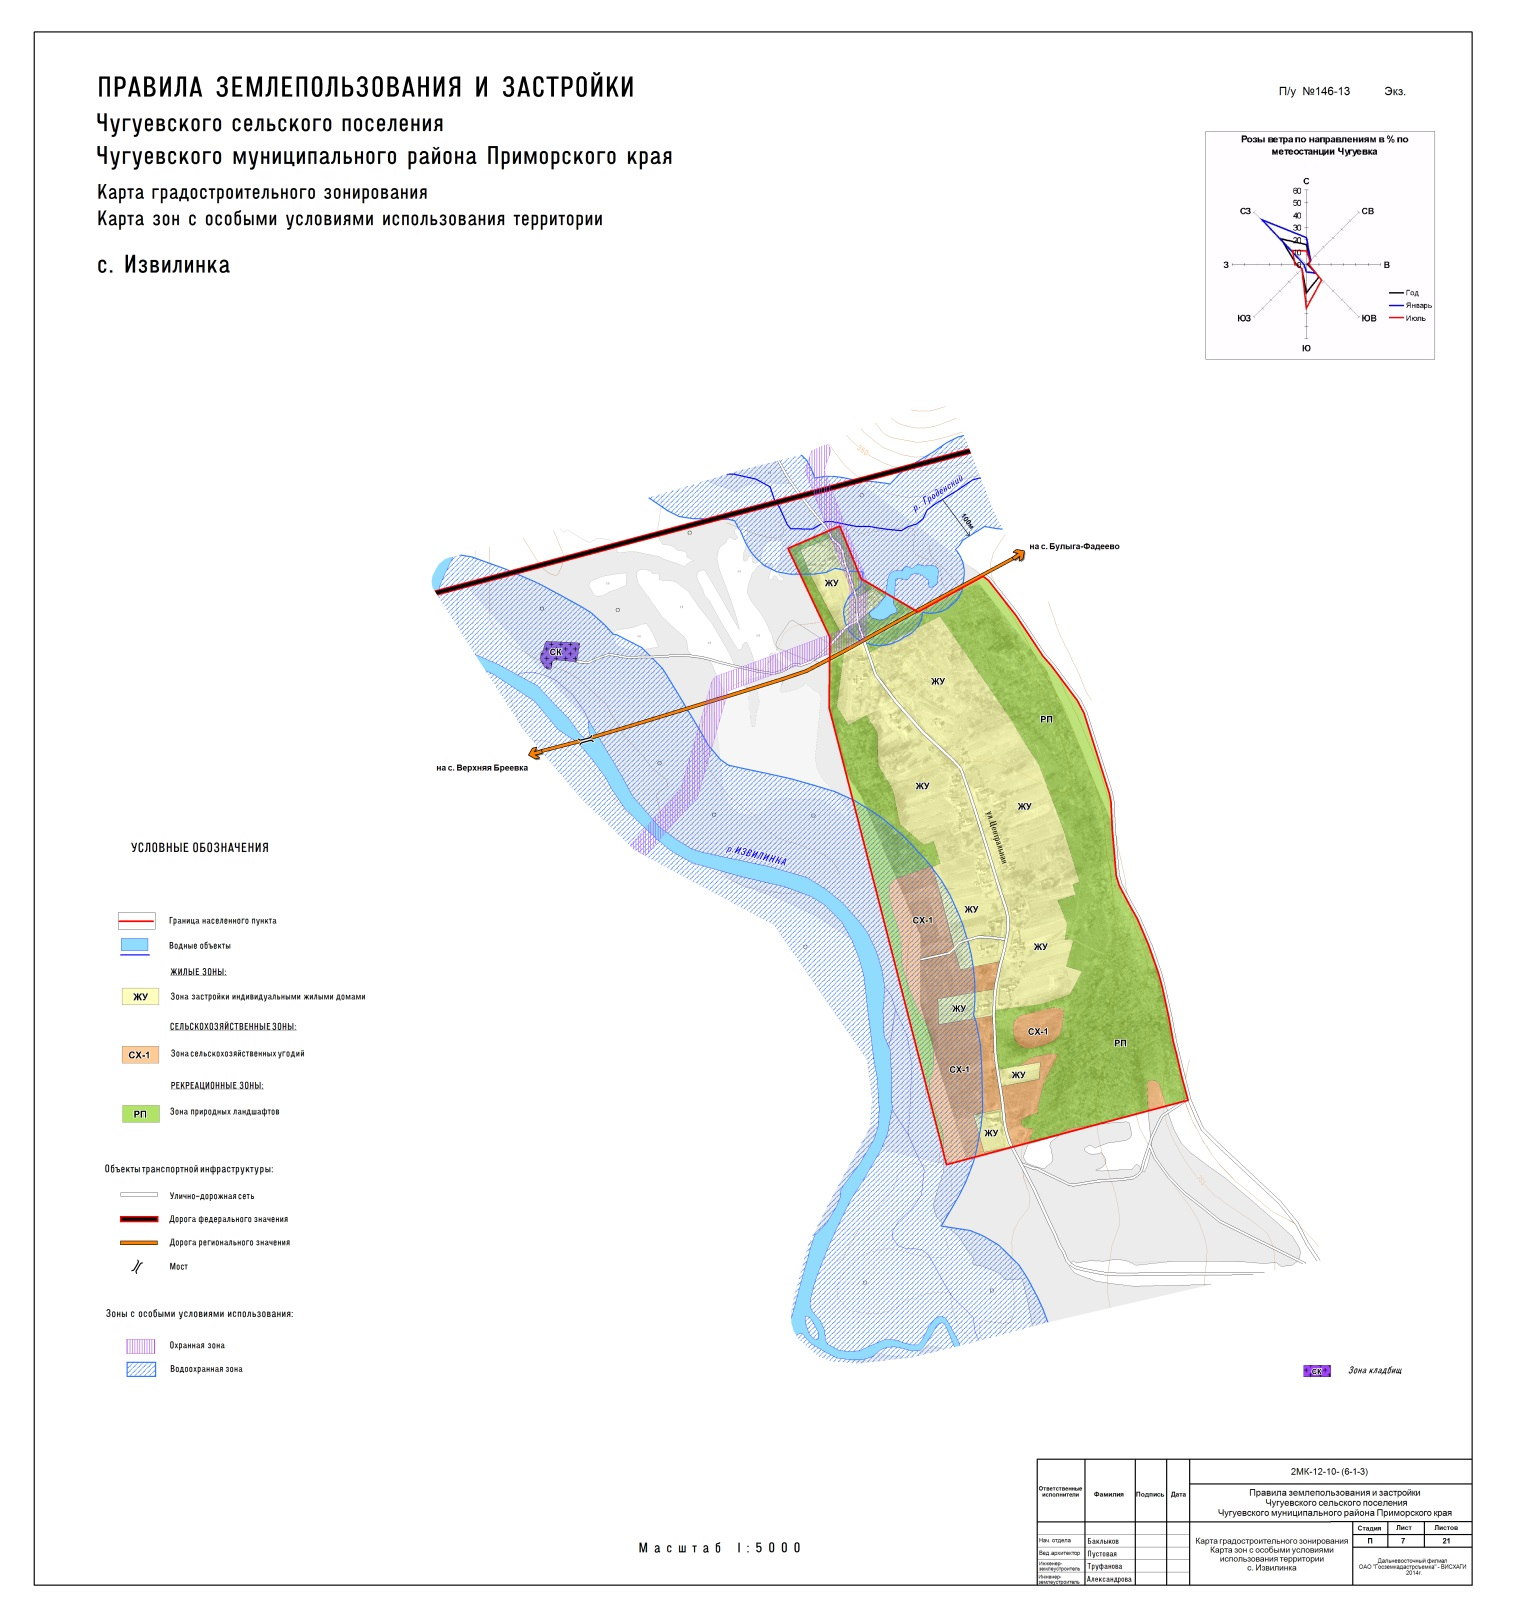 ПРАВИЛА ЗЕМЛЕПОЛЬЗОВАНИЯ И ЗАСТРОЙКИ
Чугуевского сельского поселения
Чугуевского муниципального района Приморского края
Карта градостроительного зонирования
Карта зон с особыми условиями использования территории
с. Извилинка
П/у №146-13 Экз.
Розы ветра по направлениям в % по
метеостанции Чугуевка
С
60
50
40
30
20
10
0
СЗ
СВ
З
В
ЮЗ
ЮВ
Ю
Год
Январь
Июль
260
р. Гроденский
100м
на с. Булыга-Фадеево
ЖУ
СК
ЖУ
РП
на с. Верхняя Бреевка
ЖУ
ЖУ
ул.Центральная
р.ИЗВИЛИНКА
ЖУ
СХ-1
ЖУ
ЖУ
СХ-1
РП
СХ-1
ЖУ
ЖУ
УСЛОВНЫЕ ОБОЗНАЧЕНИЯ
Граница населенного пункта
Водные объекты
ЖИЛЫЕ ЗОНЫ:
ЖУ Зона застройки индивидуальными жилыми домами
СЕЛЬСКОХОЗЯЙСТВЕННЫЕ ЗОНЫ:
СХ-1 Зона сельскохозяйственных угодий
РЕКРЕАЦИОННЫЕ ЗОНЫ:
РП Зона природных ландшафтов
Объекты транспортной инфраструктуры:
Улично-дорожная сеть
Дорога федерального значения
Дорога регионального значения
Мост
Зоны с особыми условиями использования:
Охранная зона
Водоохранная зона
СК Зона кладбищ
Масштаб 1:5000
2МК-12-10- (6-1-3)
Ответственные
исполнители
Фамилия
Подпись
Дата
Правила землепользования и застройки
Чугуевского сельского поселения
Чугуевского муниципального района Приморского края
Нач. отдела Баклыков
Вед.архитектор Пустовая
Инженер-
землеустроитель
Труфанова
Инженер-
землеустроитель
Александрова
Карта градостроительного зонирования
Карта зон с особыми условиями
использования территории
с. Извилинка
Стадия Лист Листов
П 7 21
Дальневосточный филиал
ОАО "Госземкадастрсъемка" - ВИСХАГИ
2014г.